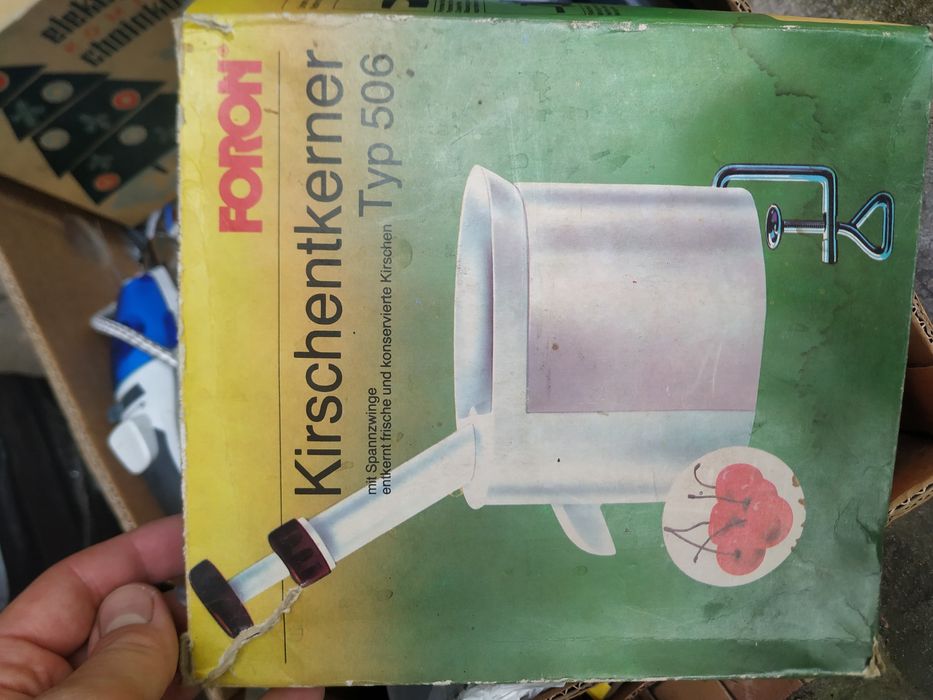 FORON
Kirschentkerner
mit Spannzwinge
entkernt frische und konservierte Kirschen
Typ 506